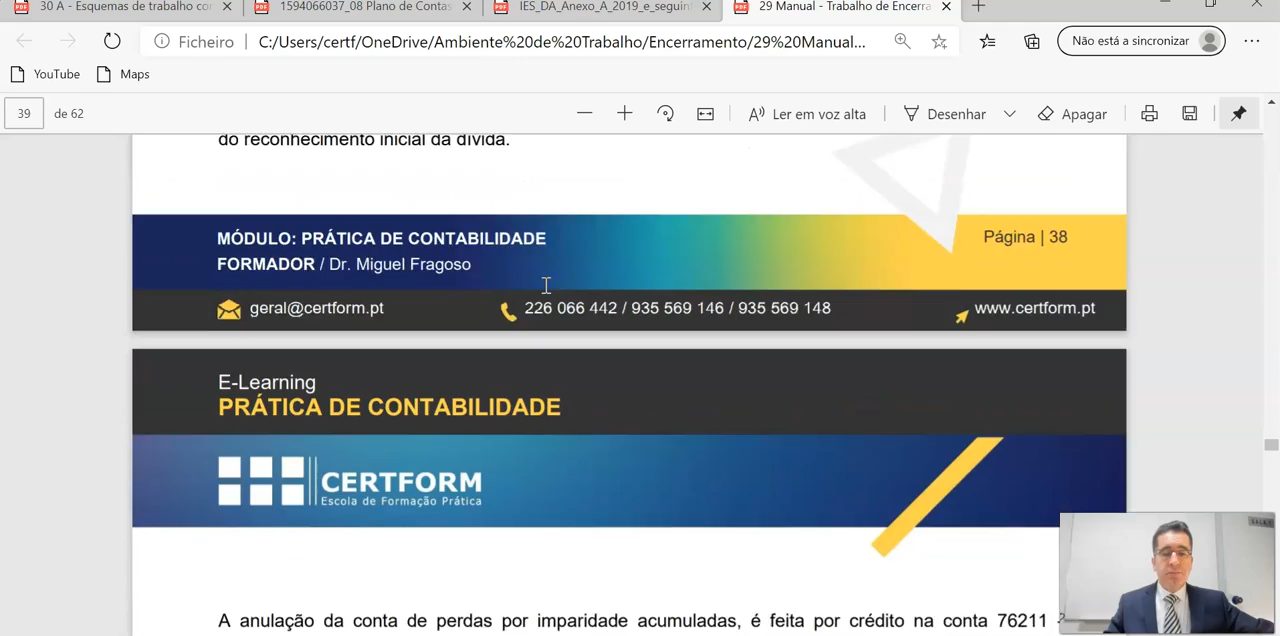 30 A - Esquemas de trabalho co
1594066037_08 Plano de Contas
IES_DA_Anexo_A_2019_e_seguin
29 Manual - Trabalho de Encerra
Ficheiro
C:/Users/certf/OneDrive/Ambiente%20de%20Trabalho/Encerramento/29%20Manual...
Não está a sincronizar
YouTube
Maps
39 de 62
Ler em voz alta
Desenhar
Apagar
do reconhecimento inicial da dívida.
MÓDULO: PRÁTICA DE CONTABILIDADE
Página | 38
FORMADOR / Dr. Miguel Fragoso
geral@certform.pt
226 066 442 / 935 569 146 / 935 569 148
www.certform.pt
E-Learning
PRÁTICA DE CONTABILIDADE
CERTFORM
Escola de Formação Prática
A anulação da conta de perdas por imparidade acumuladas, é feita por crédito na conta 76211